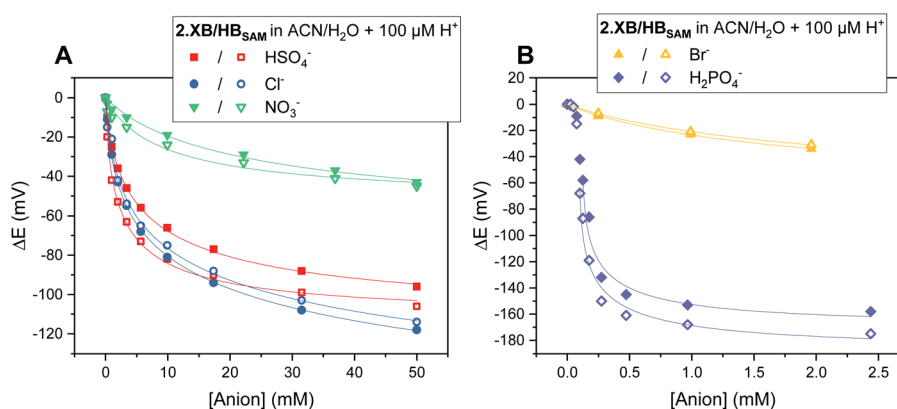 A
2.XB/HB_SAM in ACN/H₂O + 100 µM H⁺
/ HSO₄⁻
/ Cl⁻
/ NO₃⁻
0
-20
-40
-60
-80
-100
-120
ΔE (mV)
0 10 20 30 40 50
[Anion] (mM)
B
2.XB/HB_SAM in ACN/H₂O + 100 µM H⁺
/ Br⁻
/ H₂PO₄⁻
20
0
-20
-40
-60
-80
-100
-120
-140
-160
-180
ΔE (mV)
0.0 0.5 1.0 1.5 2.0 2.5
[Anion] (mM)